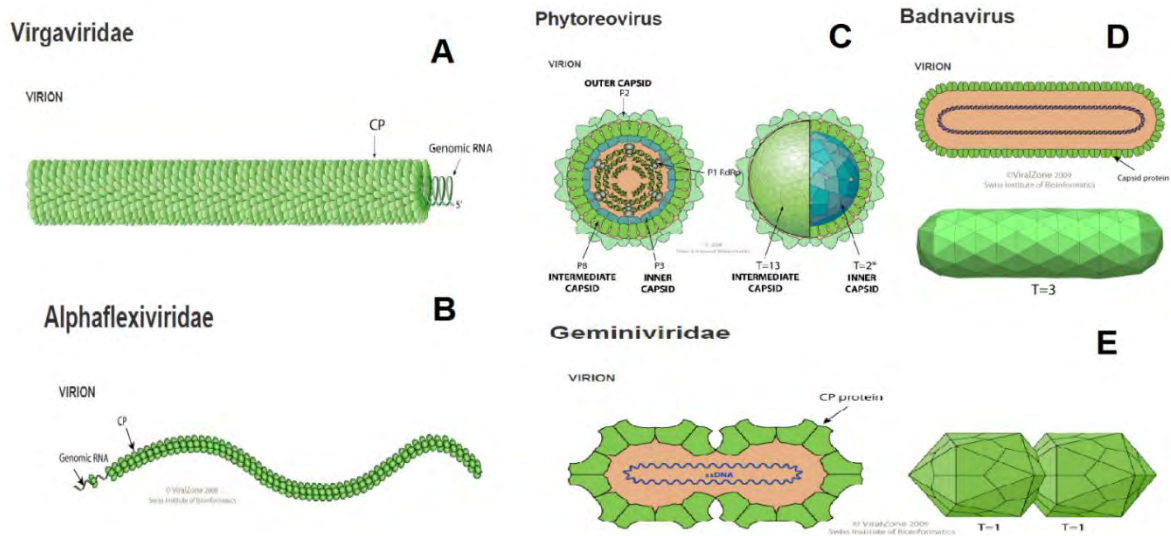 Virgaviridae
A
VIRION
CP
Genomic RNA
5'
Alphaflexiviridae
B
VIRION
CP
Genomic RNA
© ViralZone 2008
Swiss Institute of Bioinformatics
Phytoreovirus
C
VIRION
OUTER CAPSID
P2
P1 RdRp
P8
INTERMEDIATE
CAPSID
P3
INNER
CAPSID
T=13
INTERMEDIATE
CAPSID
T=2*
INNER
CAPSID
Badnavirus
D
VIRION
Capsid protein
©ViralZone 2009
Swiss Institute of Bioinformatics
T=3
Geminiviridae
E
VIRION
CP protein
ssDNA
© ViralZone 2009
Swiss Institute of Bioinformatics
T=1
T=1